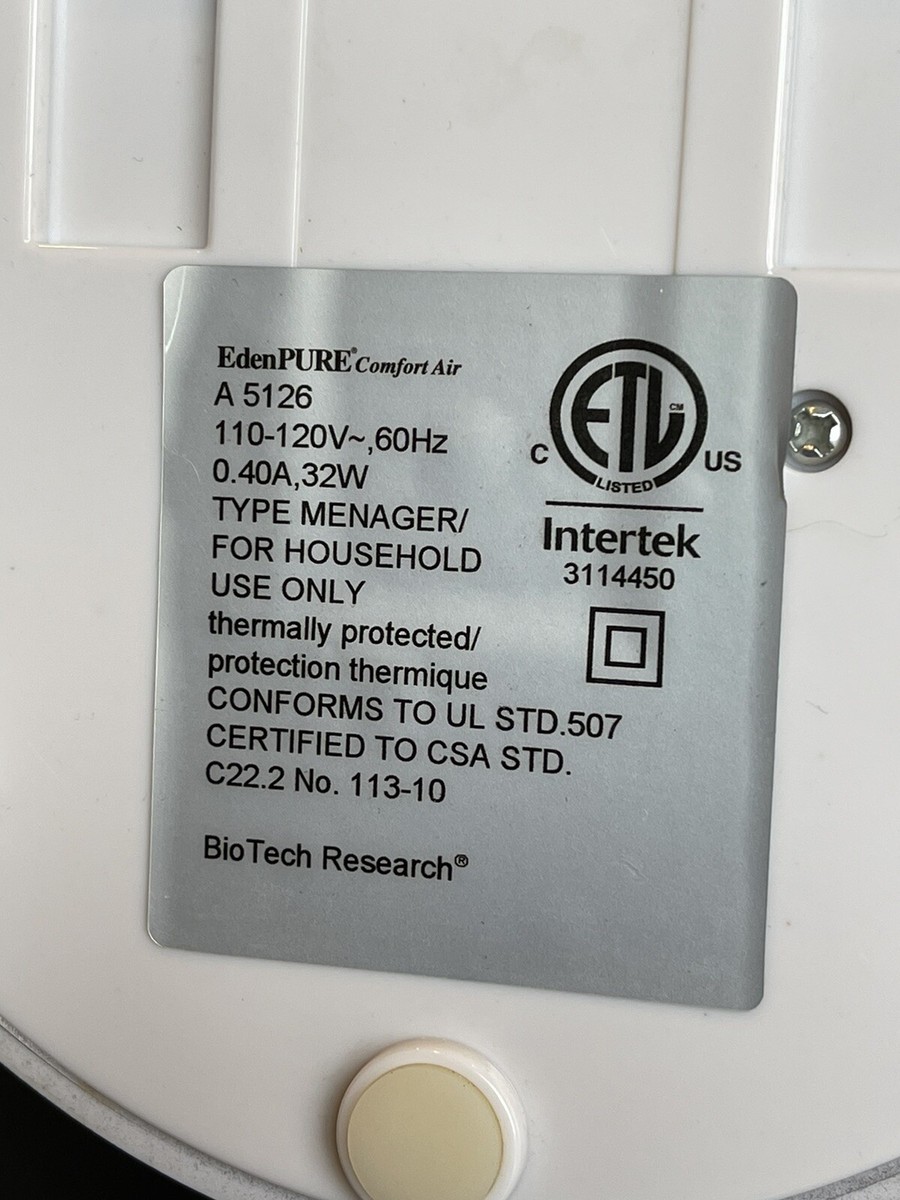 EdenPURE® Comfort Air
A 5126
110-120V~,60Hz
0.40A,32W
TYPE MENAGER/
FOR HOUSEHOLD
USE ONLY
thermally protected/
protection thermique
CONFORMS TO UL STD.507
CERTIFIED TO CSA STD.
C22.2 No. 113-10
BioTech Research®
ETL CM
C US
LISTED
Intertek
3114450